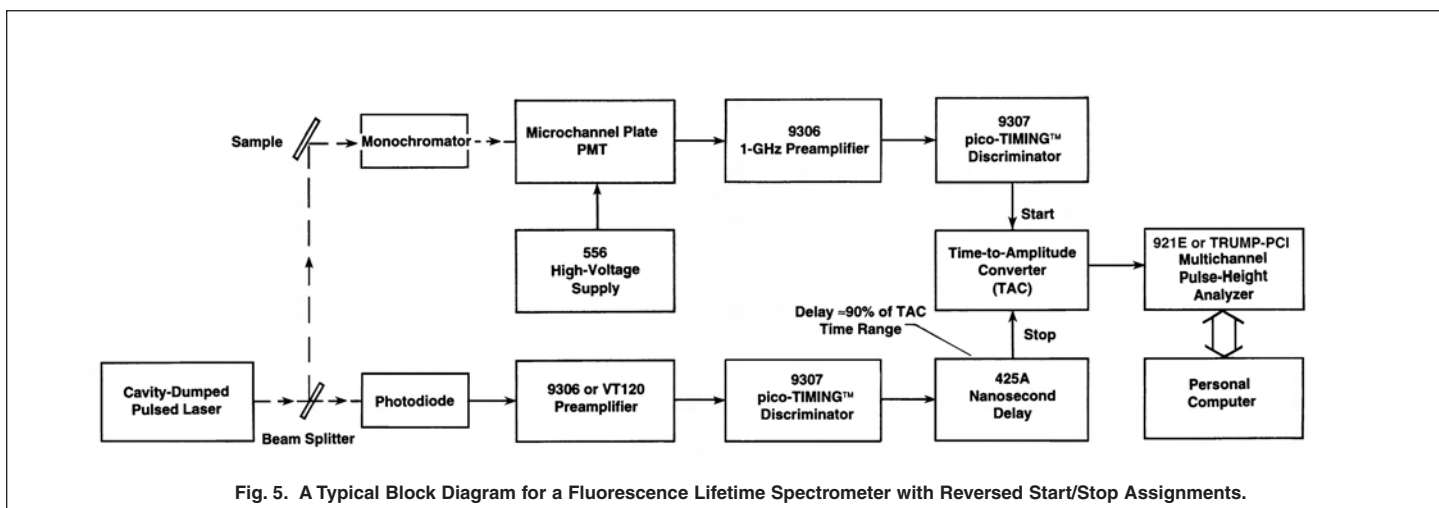 Sample
Monochromator
Microchannel Plate
PMT
9306
1-GHz Preamplifier
9307
pico-TIMING™
Discriminator
Start
556
High-Voltage
Supply
Time-to-Amplitude
Converter
(TAC)
921E or TRUMP-PCI
Multichannel
Pulse-Height
Analyzer
Delay ≈90% of TAC
Time Range
Stop
Cavity-Dumped
Pulsed Laser
Beam Splitter
Photodiode
9306 or VT120
Preamplifier
9307
pico-TIMING™
Discriminator
425A
Nanosecond
Delay
Personal
Computer
Fig. 5. A Typical Block Diagram for a Fluorescence Lifetime Spectrometer with Reversed Start/Stop Assignments.